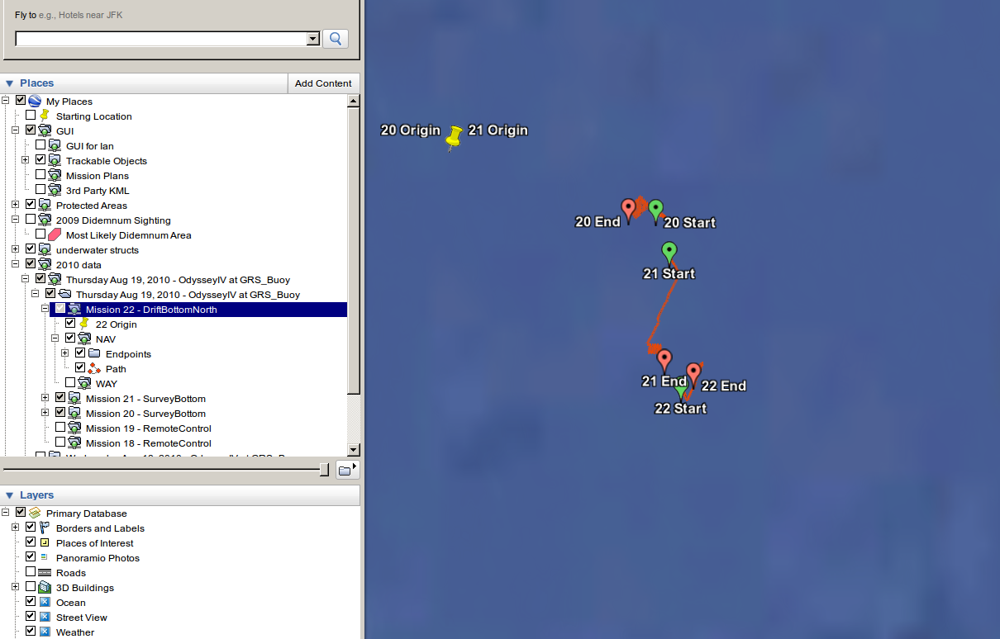 Fly to e.g., Hotels near JFK
Places
Add Content
My Places
Starting Location
GUI
GUI for Ian
Trackable Objects
Mission Plans
3rd Party KML
Protected Areas
2009 Didemnum Sighting
Most Likely Didemnum Area
underwater structs
2010 data
Thursday Aug 19, 2010 - OdysseyIV at GRS_Buoy
Thursday Aug 19, 2010 - OdysseyIV at GRS_Buoy
Mission 22 - DriftBottomNorth
22 Origin
NAV
Endpoints
Path
WAY
Mission 21 - SurveyBottom
Mission 20 - SurveyBottom
Mission 19 - RemoteControl
Mission 18 - RemoteControl
Layers
Primary Database
Borders and Labels
Places of Interest
Panoramio Photos
Roads
3D Buildings
Ocean
Street View
Weather
20 Origin 21 Origin
20 End 20 Start
21 Start
21 End 22 End
22 Start